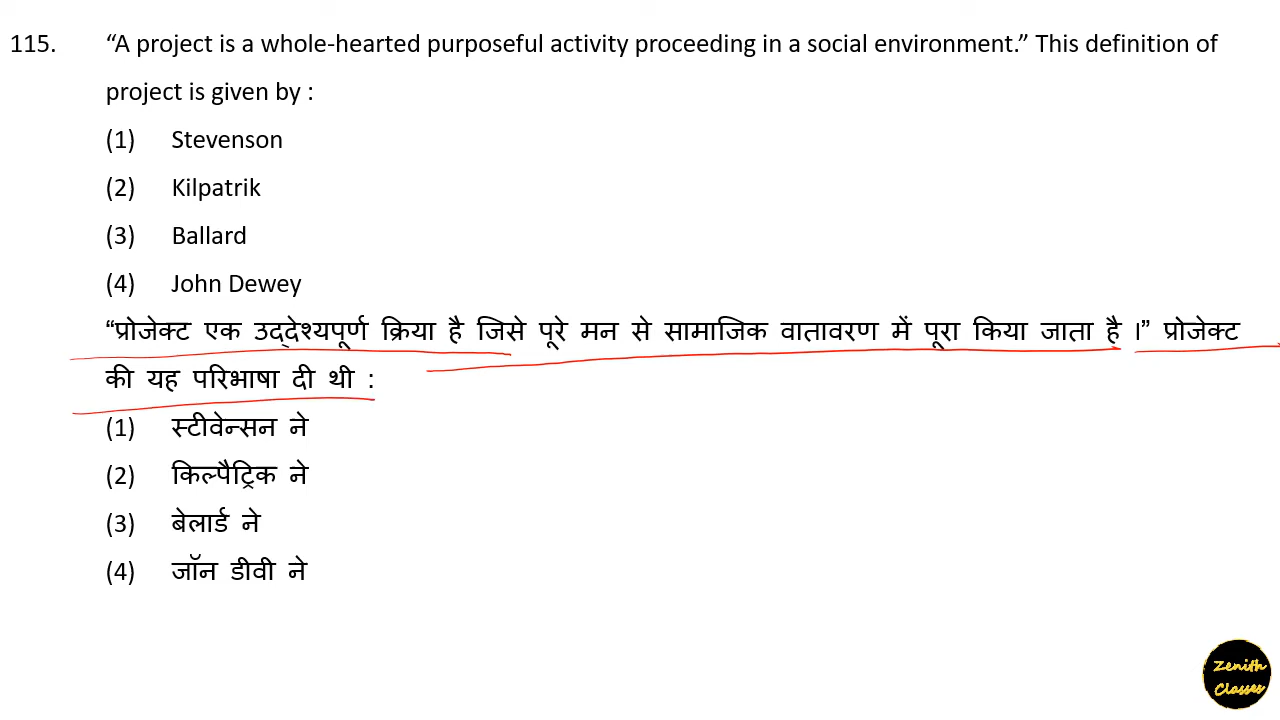 115. “A project is a whole-hearted purposeful activity proceeding in a social environment.” This definition of
project is given by :
(1) Stevenson
(2) Kilpatrik
(3) Ballard
(4) John Dewey
“प्रोजेक्ट एक उद्देश्यपूर्ण क्रिया है जिसे पूरे मन से सामाजिक वातावरण में पूरा किया जाता है ।” प्रोजेक्ट
की यह परिभाषा दी थी :
(1) स्टीवेन्सन ने
(2) किल्पैट्रिक ने
(3) बेलार्ड ने
(4) जॉन डीवी ने
Zenith
Classes